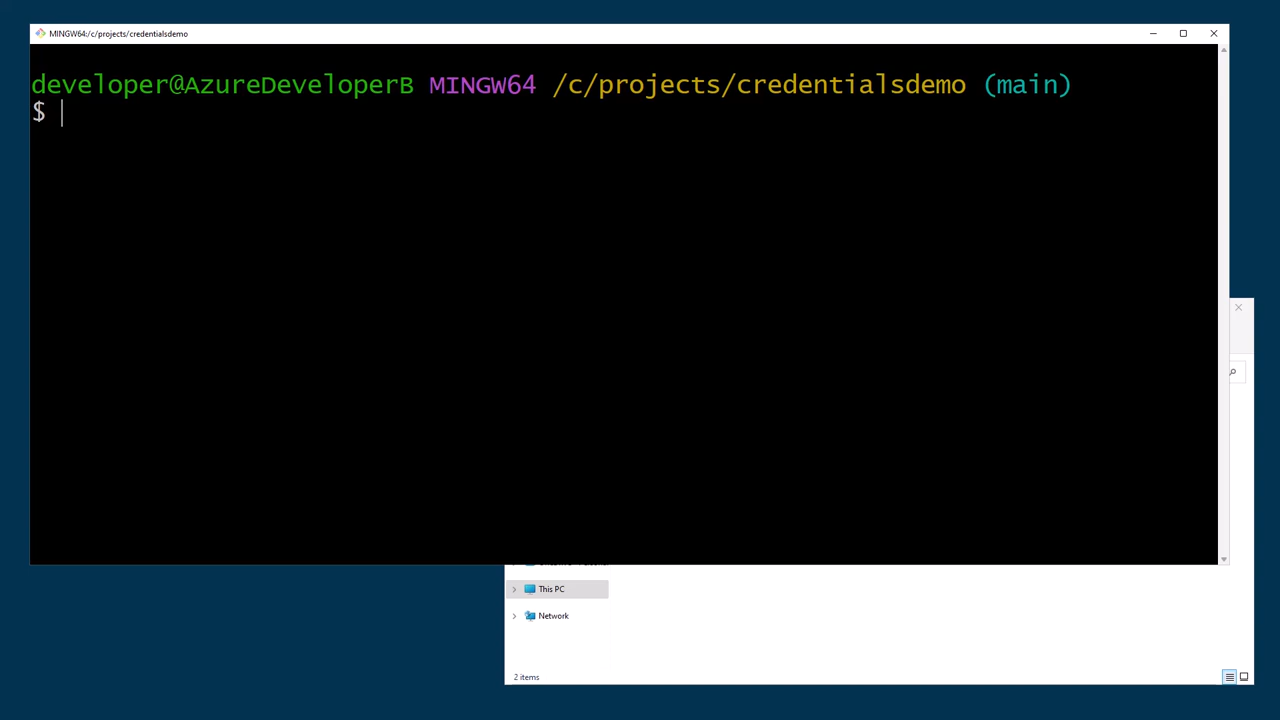 MINGW64:/c/projects/credentialsdemo
developer@AzureDeveloperB MINGW64 /c/projects/credentialsdemo (main)
$
This PC
Network
2 items